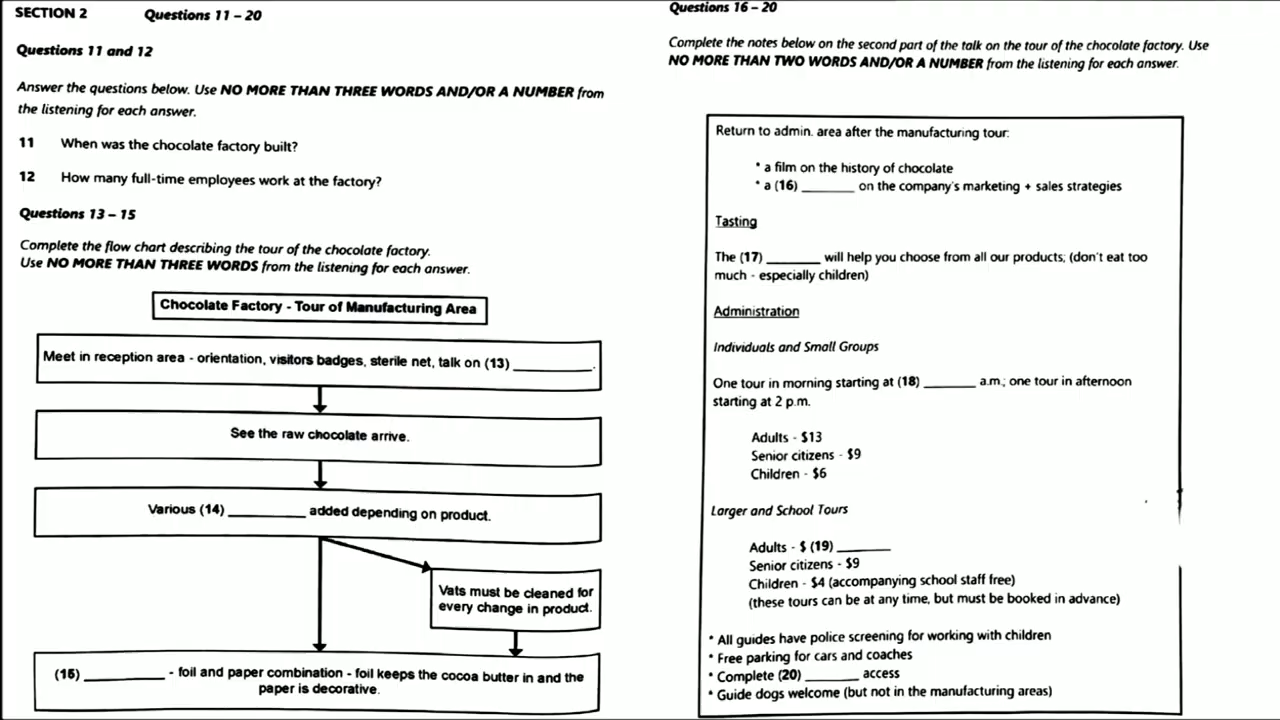 SECTION 2 Questions 11 – 20
Questions 11 and 12
Answer the questions below. Use NO MORE THAN THREE WORDS AND/OR A NUMBER from
the listening for each answer.
11 When was the chocolate factory built?
12 How many full-time employees work at the factory?
Questions 13 – 15
Complete the flow chart describing the tour of the chocolate factory.
Use NO MORE THAN THREE WORDS from the listening for each answer.
Chocolate Factory - Tour of Manufacturing Area
Meet in reception area - orientation, visitors badges, sterile net, talk on (13) __________.
See the raw chocolate arrive.
Various (14) __________ added depending on product.
Vats must be cleaned for
every change in product.
(15) __________ - foil and paper combination - foil keeps the cocoa butter in and the
paper is decorative.
Questions 16 – 20
Complete the notes below on the second part of the talk on the tour of the chocolate factory. Use
NO MORE THAN TWO WORDS AND/OR A NUMBER from the listening for each answer.
Return to admin. area after the manufacturing tour:
* a film on the history of chocolate
* a (16) _______ on the company's marketing + sales strategies
Tasting
The (17) _______ will help you choose from all our products; (don't eat too
much - especially children)
Administration
Individuals and Small Groups
One tour in morning starting at (18) _______ a.m.; one tour in afternoon
starting at 2 p.m.
Adults - $13
Senior citizens - $9
Children - $6
Larger and School Tours
Adults - $ (19) _______
Senior citizens - $9
Children - $4 (accompanying school staff free)
(these tours can be at any time, but must be booked in advance)
* All guides have police screening for working with children
* Free parking for cars and coaches
* Complete (20) _______ access
* Guide dogs welcome (but not in the manufacturing areas)